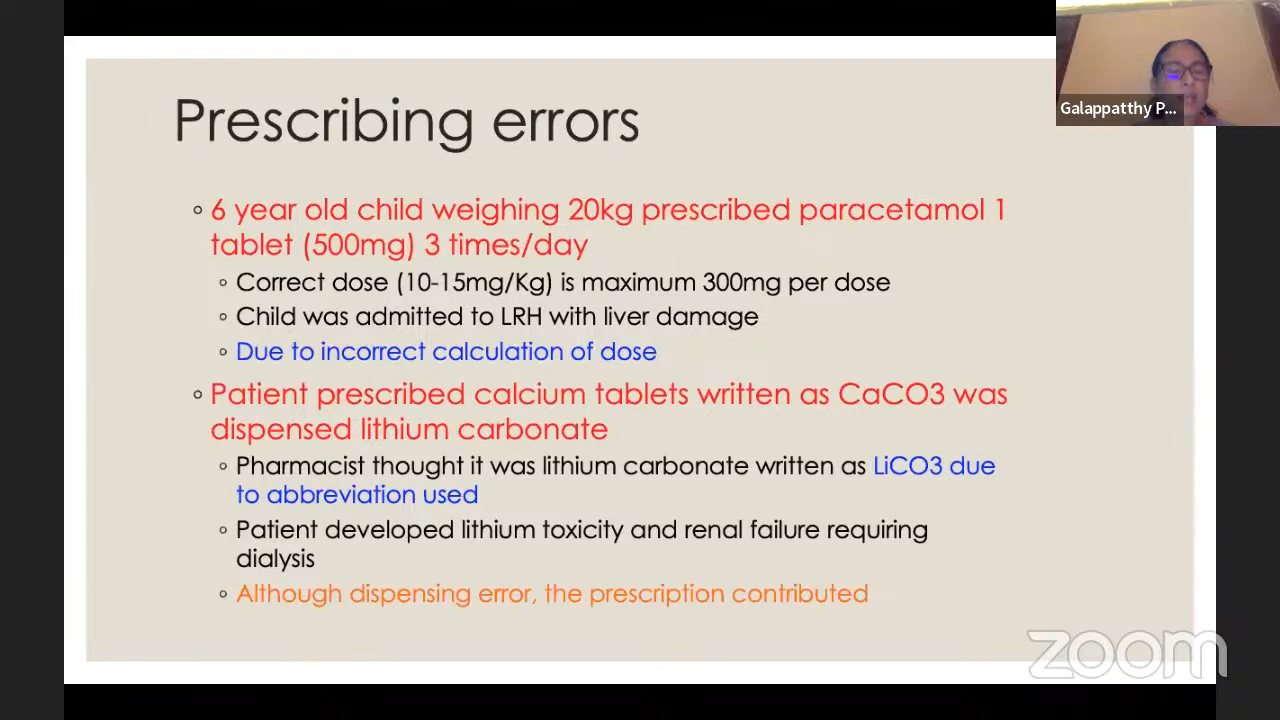 Galappatthy P...
Prescribing errors
◦ 6 year old child weighing 20kg prescribed paracetamol 1
tablet (500mg) 3 times/day
◦ Correct dose (10-15mg/Kg) is maximum 300mg per dose
◦ Child was admitted to LRH with liver damage
◦ Due to incorrect calculation of dose
◦ Patient prescribed calcium tablets written as CaCO3 was
dispensed lithium carbonate
◦ Pharmacist thought it was lithium carbonate written as LiCO3 due
to abbreviation used
◦ Patient developed lithium toxicity and renal failure requiring
dialysis
◦ Although dispensing error, the prescription contributed
zoom